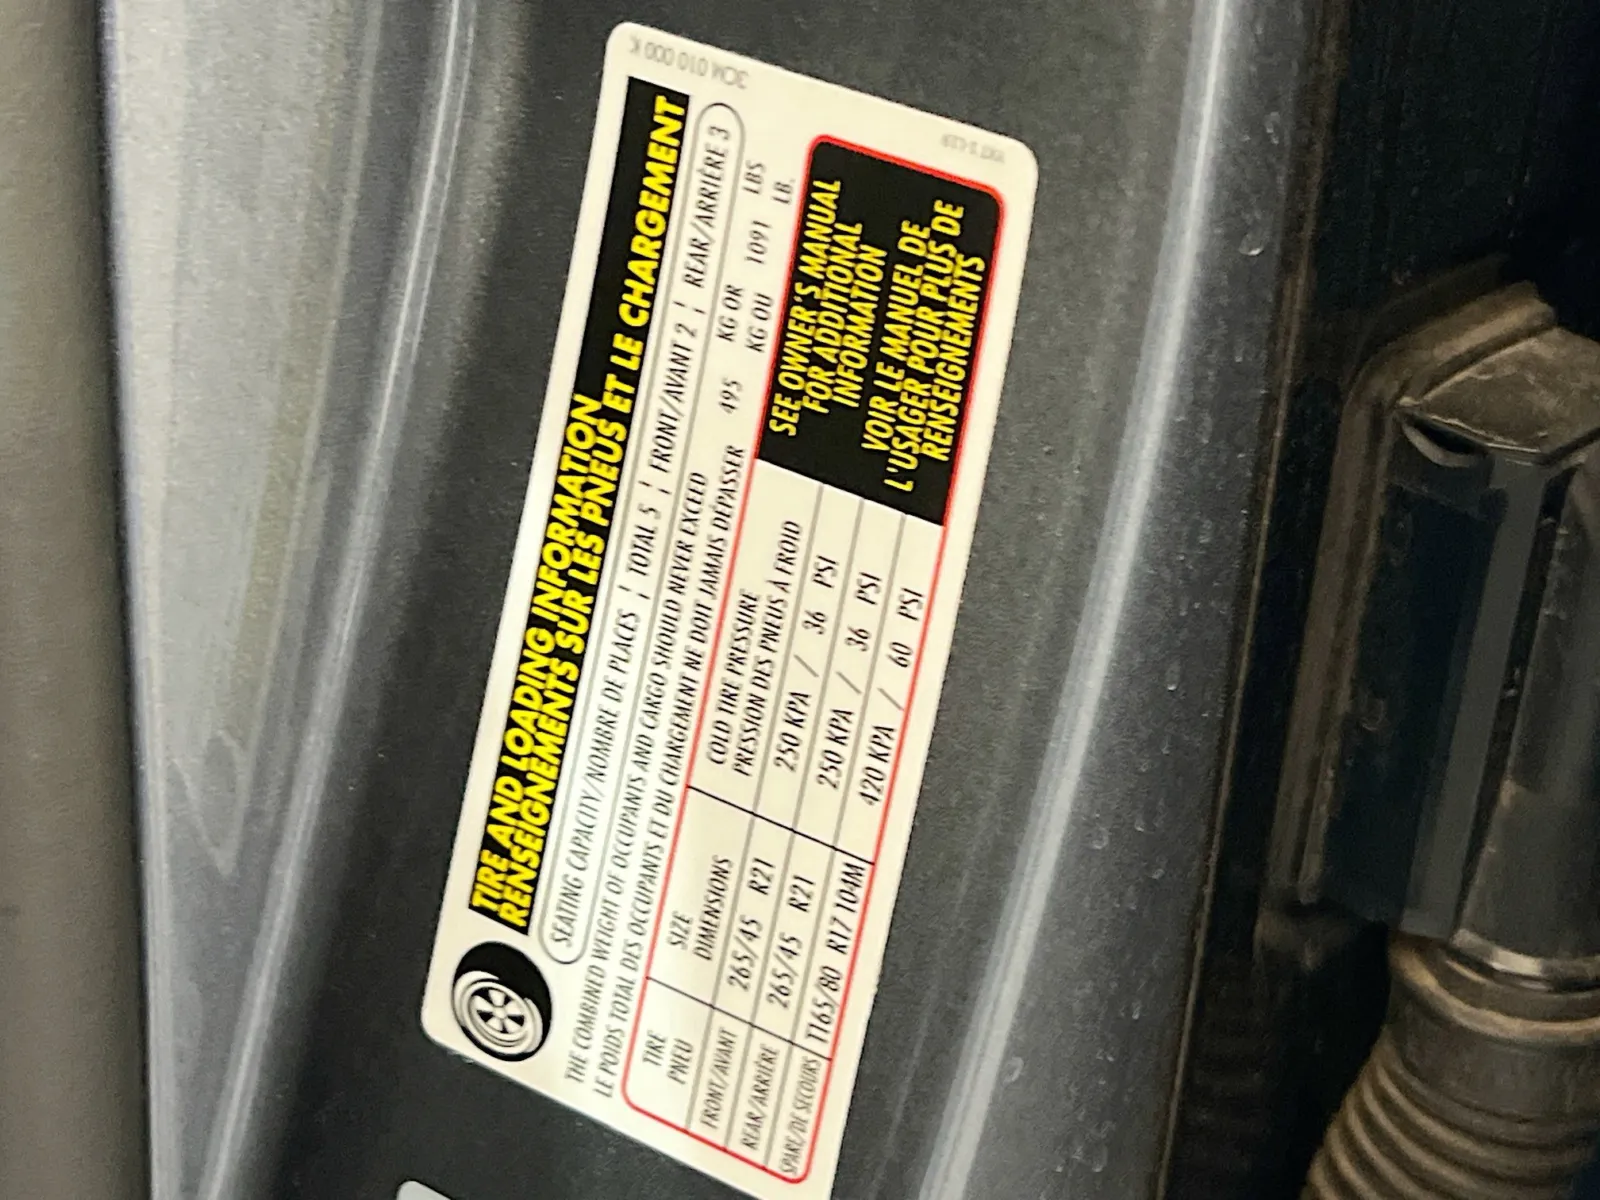 3CM 010 000 K
TIRE AND LOADING INFORMATION
RENSEIGNEMENTS SUR LES PNEUS ET LE CHARGEMENT
SEATING CAPACITY/NOMBRE DE PLACES ¦ TOTAL 5 ¦ FRONT/AVANT 2 ¦ REAR/ARRIÈRE 3
THE COMBINED WEIGHT OF OCCUPANTS AND CARGO SHOULD NEVER EXCEED 495 KG OR 1091 LBS
LE POIDS TOTAL DES OCCUPANTS ET DU CHARGEMENT NE DOIT JAMAIS DÉPASSER KG OU LB.
TIRE SIZE COLD TIRE PRESSURE
PNEU DIMENSIONS PRESSION DES PNEUS À FROID
FRONT/AVANT 265/45 R21 250 KPA / 36 PSI
REAR/ARRIÈRE 265/45 R21 250 KPA / 36 PSI
SPARE/DE SECOURS T165/80 R17 104M 420 KPA / 60 PSI
SEE OWNER'S MANUAL
FOR ADDITIONAL
INFORMATION
VOIR LE MANUEL DE
L'USAGER POUR PLUS DE
RENSEIGNEMENTS